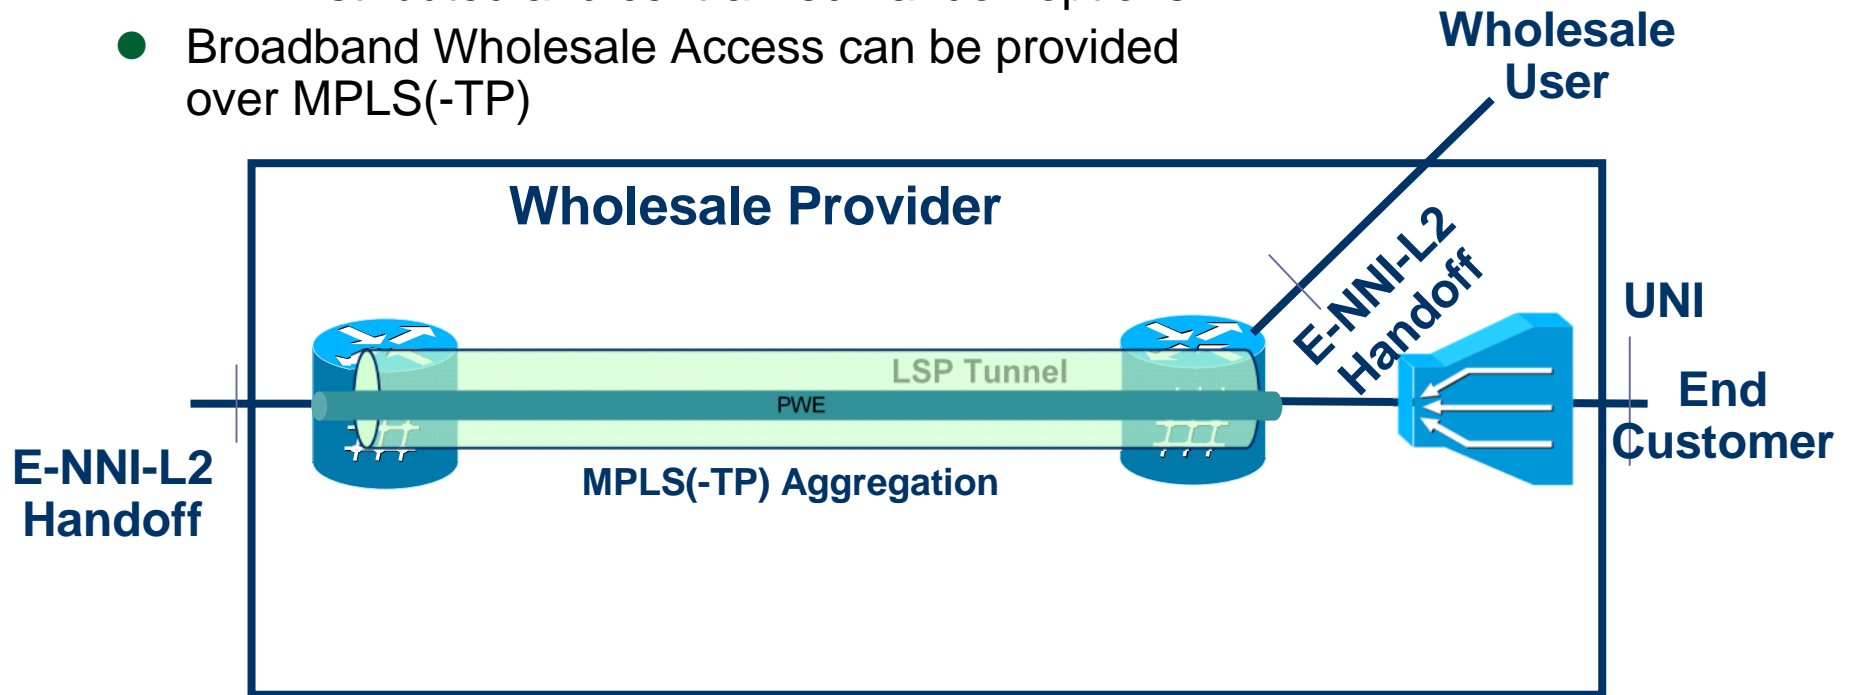 Broadband Wholesale Access can be provided
over MPLS(-TP)
Wholesale
User
Wholesale Provider
E-NNI-L2
Handoff
UNI
LSP Tunnel
PWE
End
Customer
MPLS(-TP) Aggregation
E-NNI-L2
Handoff